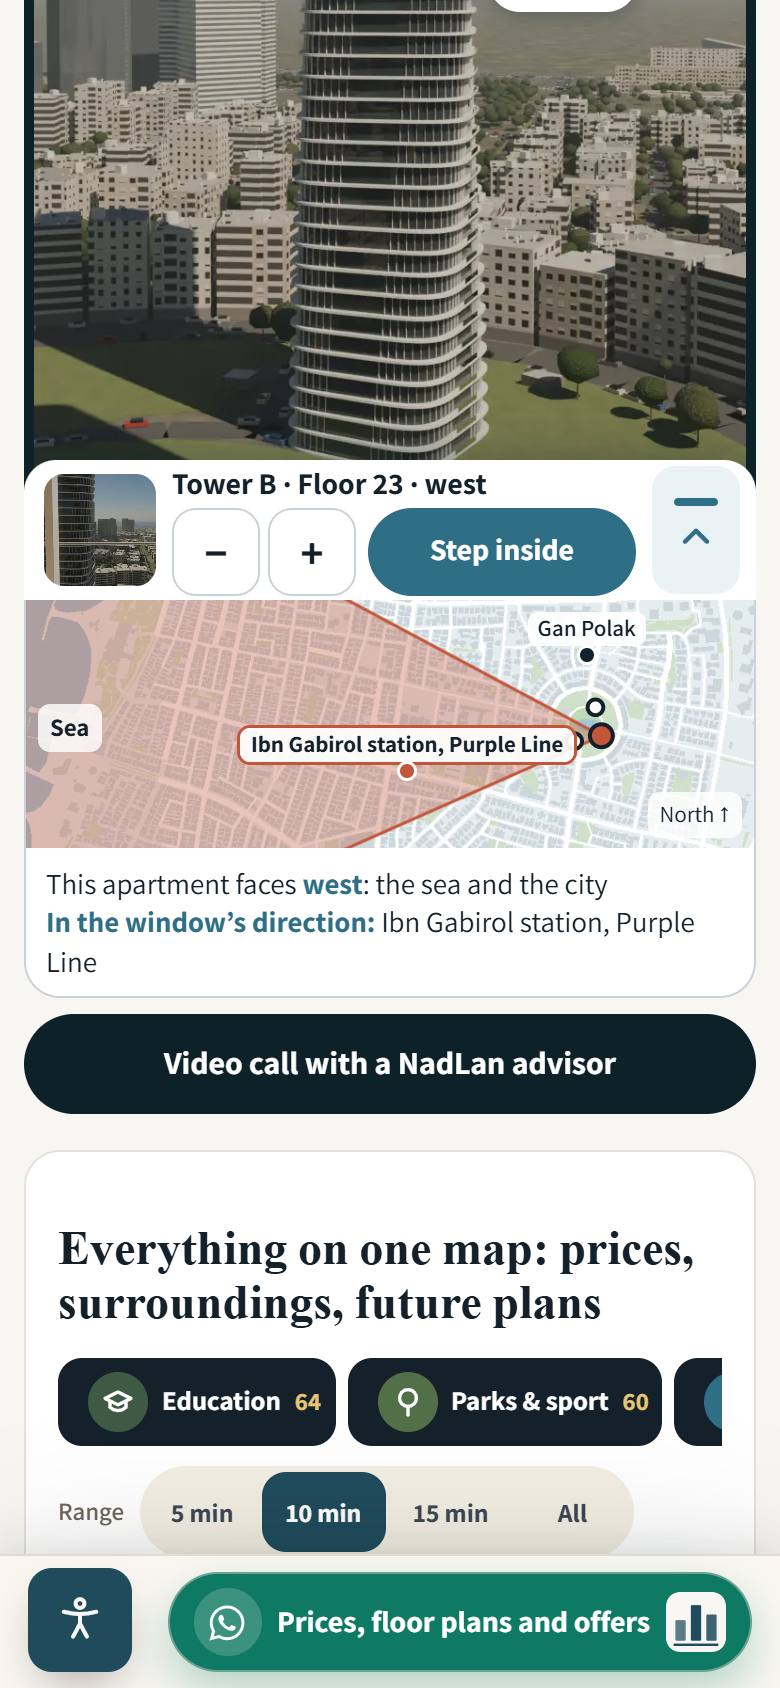 Tower B · Floor 23 · west
− + Step inside
Gan Polak
Sea
Ibn Gabirol station, Purple Line
North ↑
This apartment faces west: the sea and the city
In the window’s direction: Ibn Gabirol station, Purple
Line
Video call with a NadLan advisor
Everything on one map: prices,
surroundings, future plans
Education 64 Parks & sport 60
Range 5 min 10 min 15 min All
Prices, floor plans and offers